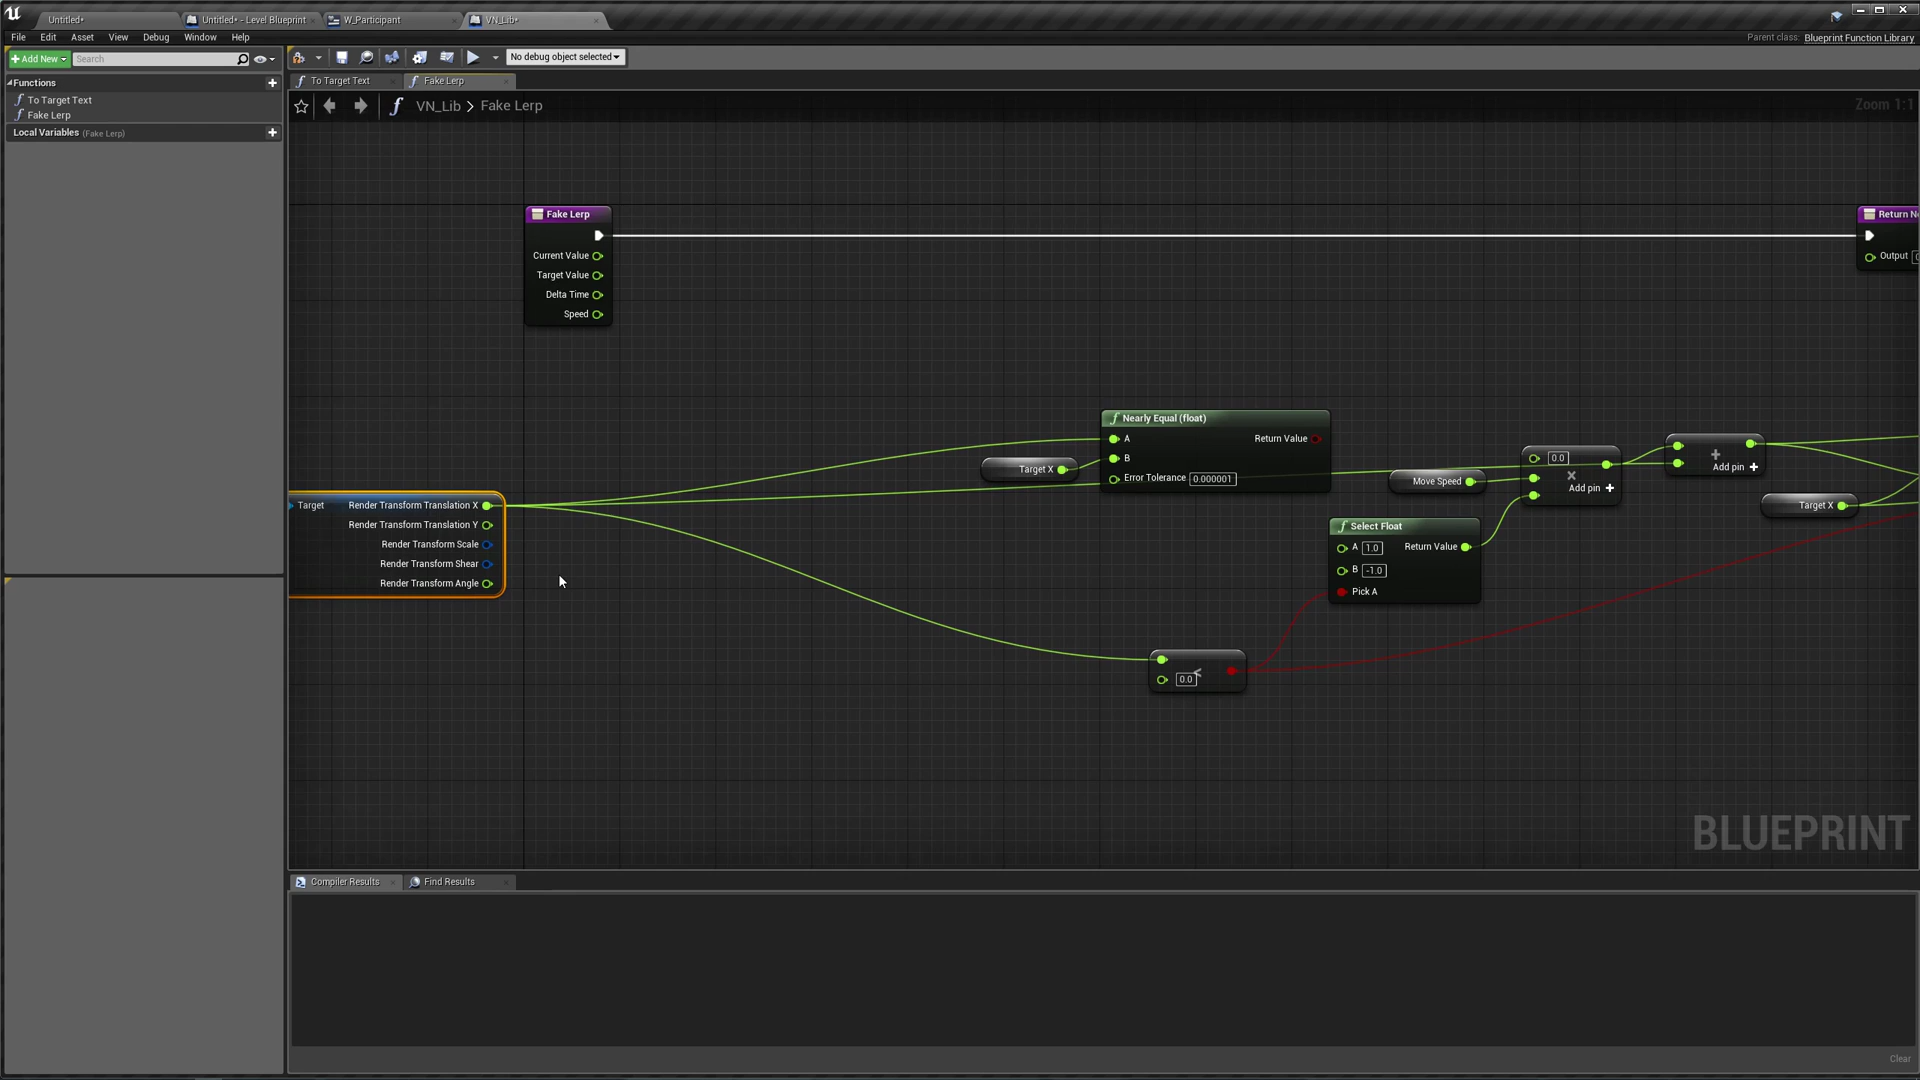 Untitled*
Untitled* - Level Blueprint
W_Participant
VN_Lib*
File Edit Asset View Debug Window Help
Parent class: Blueprint Function Library
Add New
Search
No debug object selected
Functions
To Target Text
Fake Lerp
To Target Text
Fake Lerp
VN_Lib > Fake Lerp
Zoom 1:1
Local Variables (Fake Lerp)
Fake Lerp
Current Value
Target Value
Delta Time
Speed
Return N
Output
Nearly Equal (float)
A
Return Value
B
Error Tolerance 0.000001
Target X
Move Speed
0.0
Add pin +
Add pin +
Target X
Target
Render Transform Translation X
Render Transform Translation Y
Render Transform Scale
Render Transform Shear
Render Transform Angle
Select Float
A 1.0
Return Value
B -1.0
Pick A
0.0
<
BLUEPRINT
Compiler Results
Find Results
Clear